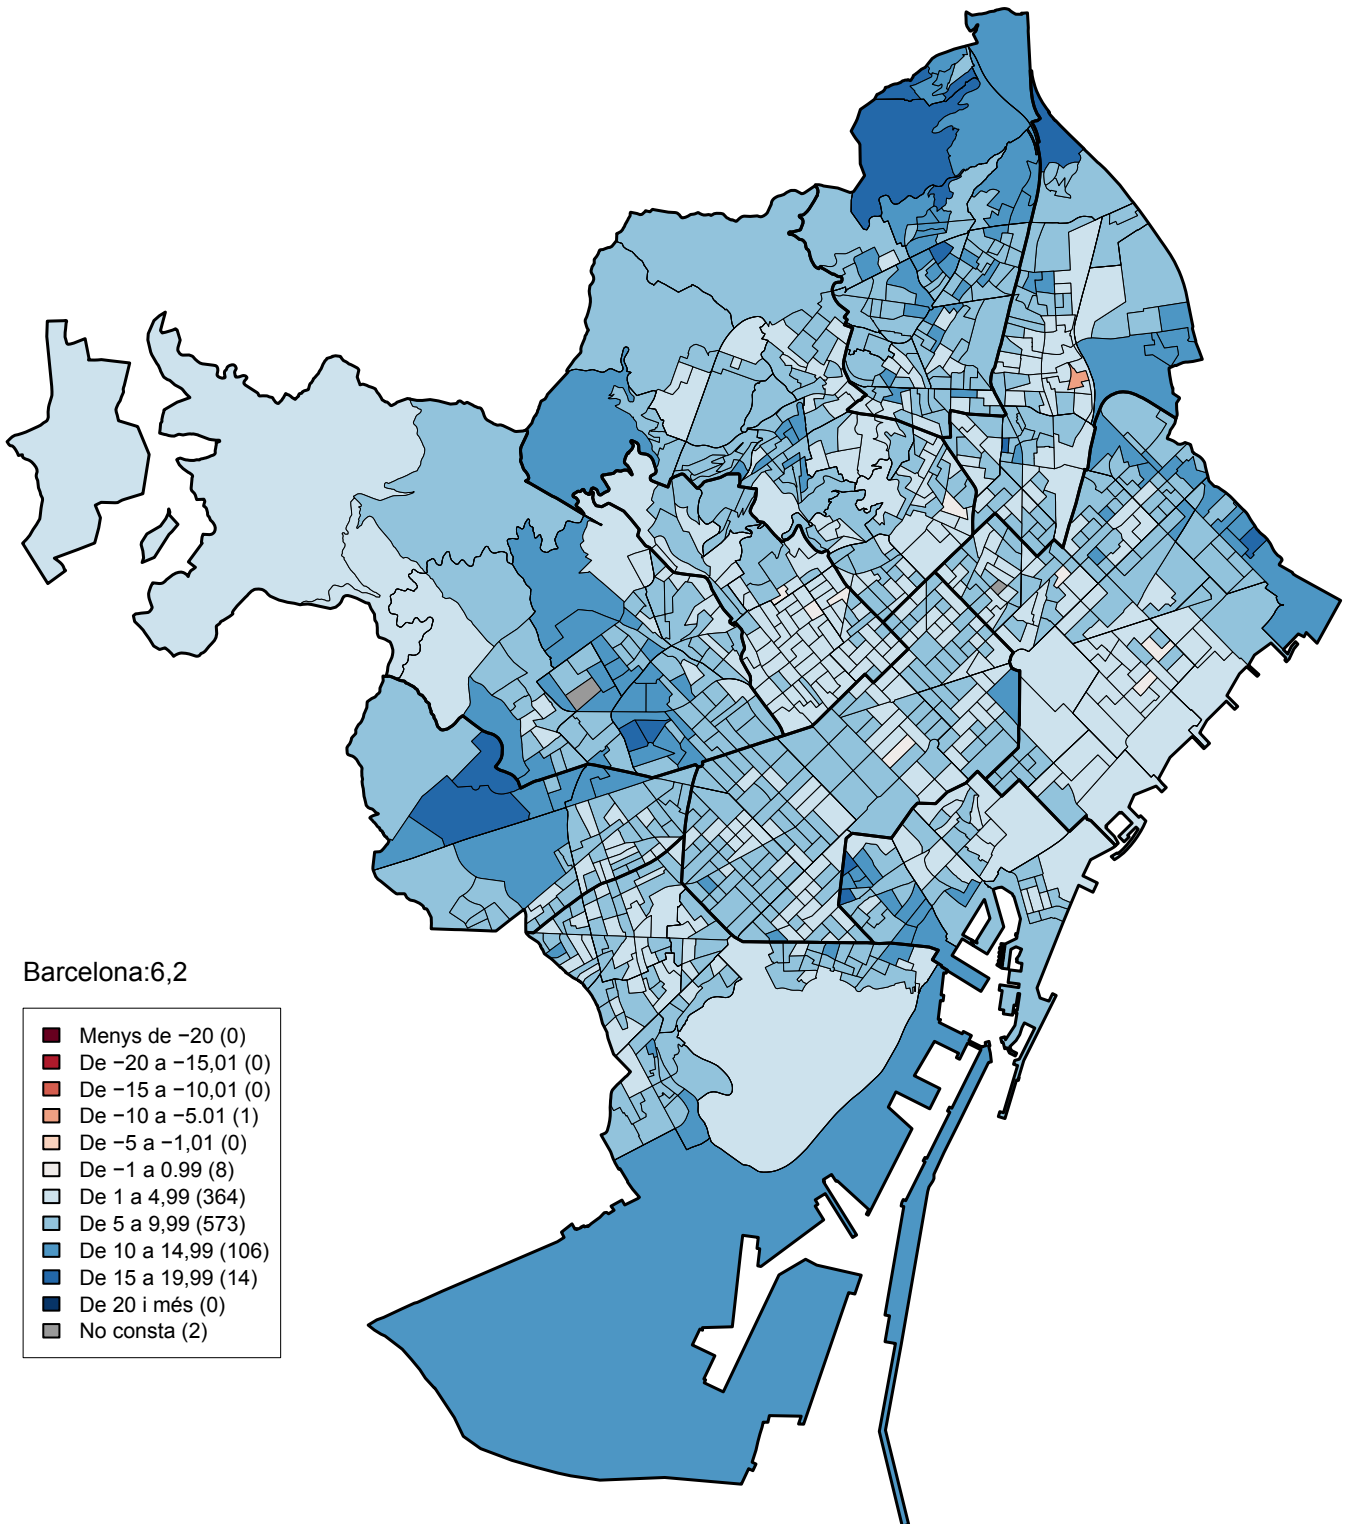 Barcelona:6,2
Menys de −20 (0)
De −20 a −15,01 (0)
De −15 a −10,01 (0)
De −10 a −5.01 (1)
De −5 a −1,01 (0)
De −1 a 0.99 (8)
De 1 a 4,99 (364)
De 5 a 9,99 (573)
De 10 a 14,99 (106)
De 15 a 19,99 (14)
De 20 i més (0)
No consta (2)